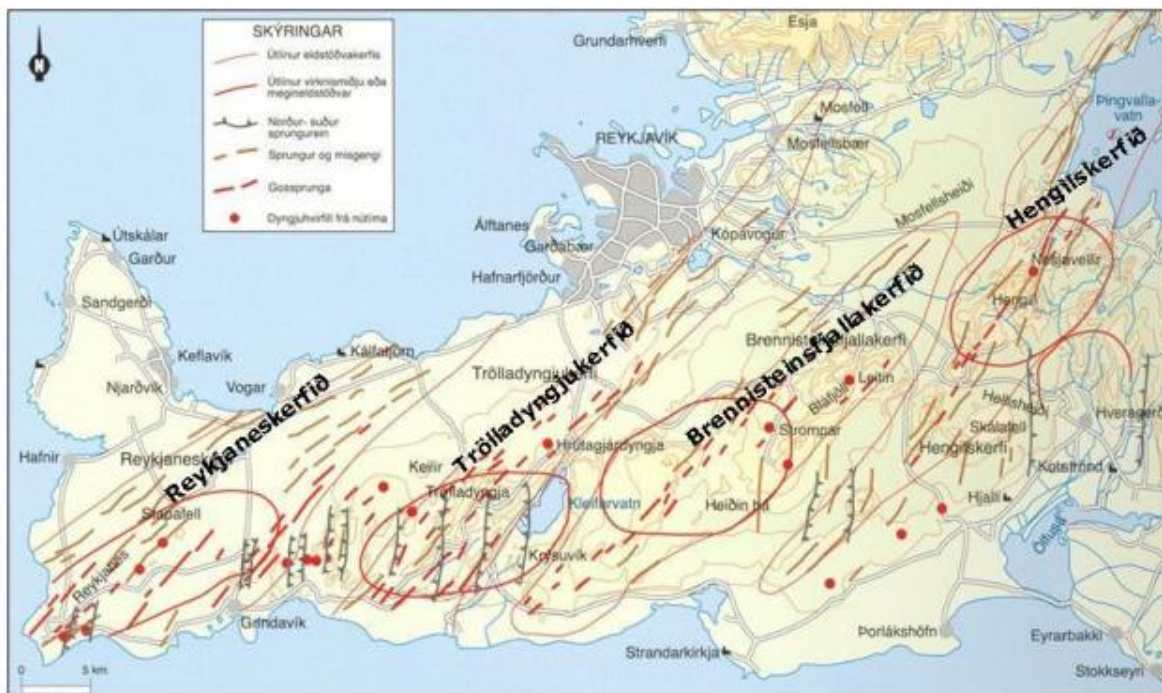 SKÝRINGAR
Útlínur eldstöðvakerfis
Útlínur virknismiðju eða
megineldstöðvar
Norður- suður
sprungurein
Sprungur og misgengi
Gossprunga
Dyngjuhvirfill frá nútíma
N
Esja
Grundarhverfi
Mosfell
REYKJAVÍK
Mosfellsbær
Þingvalla-
vatn
Hengilskerfið
Álftanes
Garðabær
Kópavogur
Mosfellsheiði
Hafnarfjörður
Útskálar
Garður
Sandgerði
Keflavík
Njarðvík
Vogar
Kálfatjörn
Nesjavellir
Hengill
Brennisteinsfjallakerfi
Brennisteinsfjallakerfið
Trölladyngjukerfi
Trölladyngjukerfið
Reykjaneskerfið
Leitin
Bláfjöll
Hellisheiði
Hveragerði
Skálafell
Hengilskerfi
Strompar
Hrútagjárdyngja
Hafnir
Keilir
Trölladyngja
Kleifarvatn
Heiðin há
Kotströnd
Hjalli
Ölfusá
Stapafell
Krýsuvík
Reykjanes
Grindavík
Þorlákshöfn
Eyrarbakki
Strandarkirkja
Stokkseyri
0 5 km